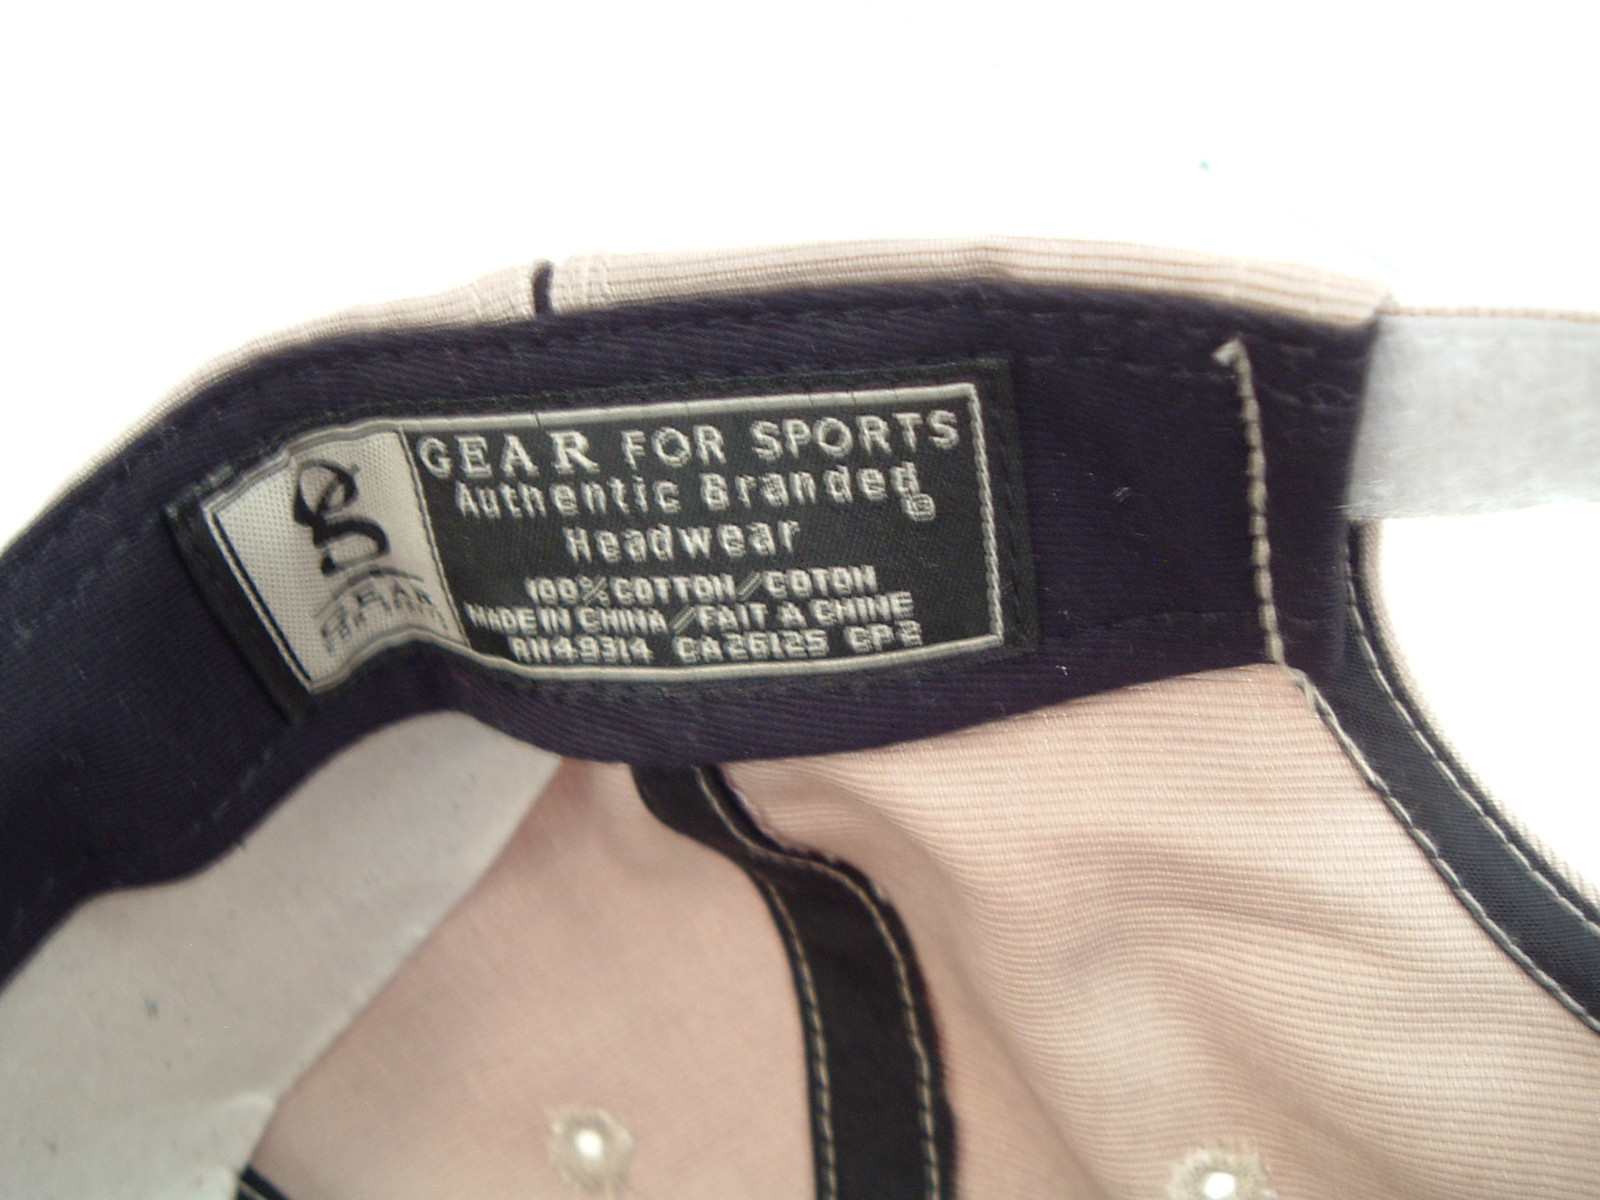 GEAR FOR SPORTS
Authentic Branded
Headwear
100% COTTON / COTON
MADE IN CHINA / FAIT A CHINE
RN49314 CA26125 CP2
GEAR